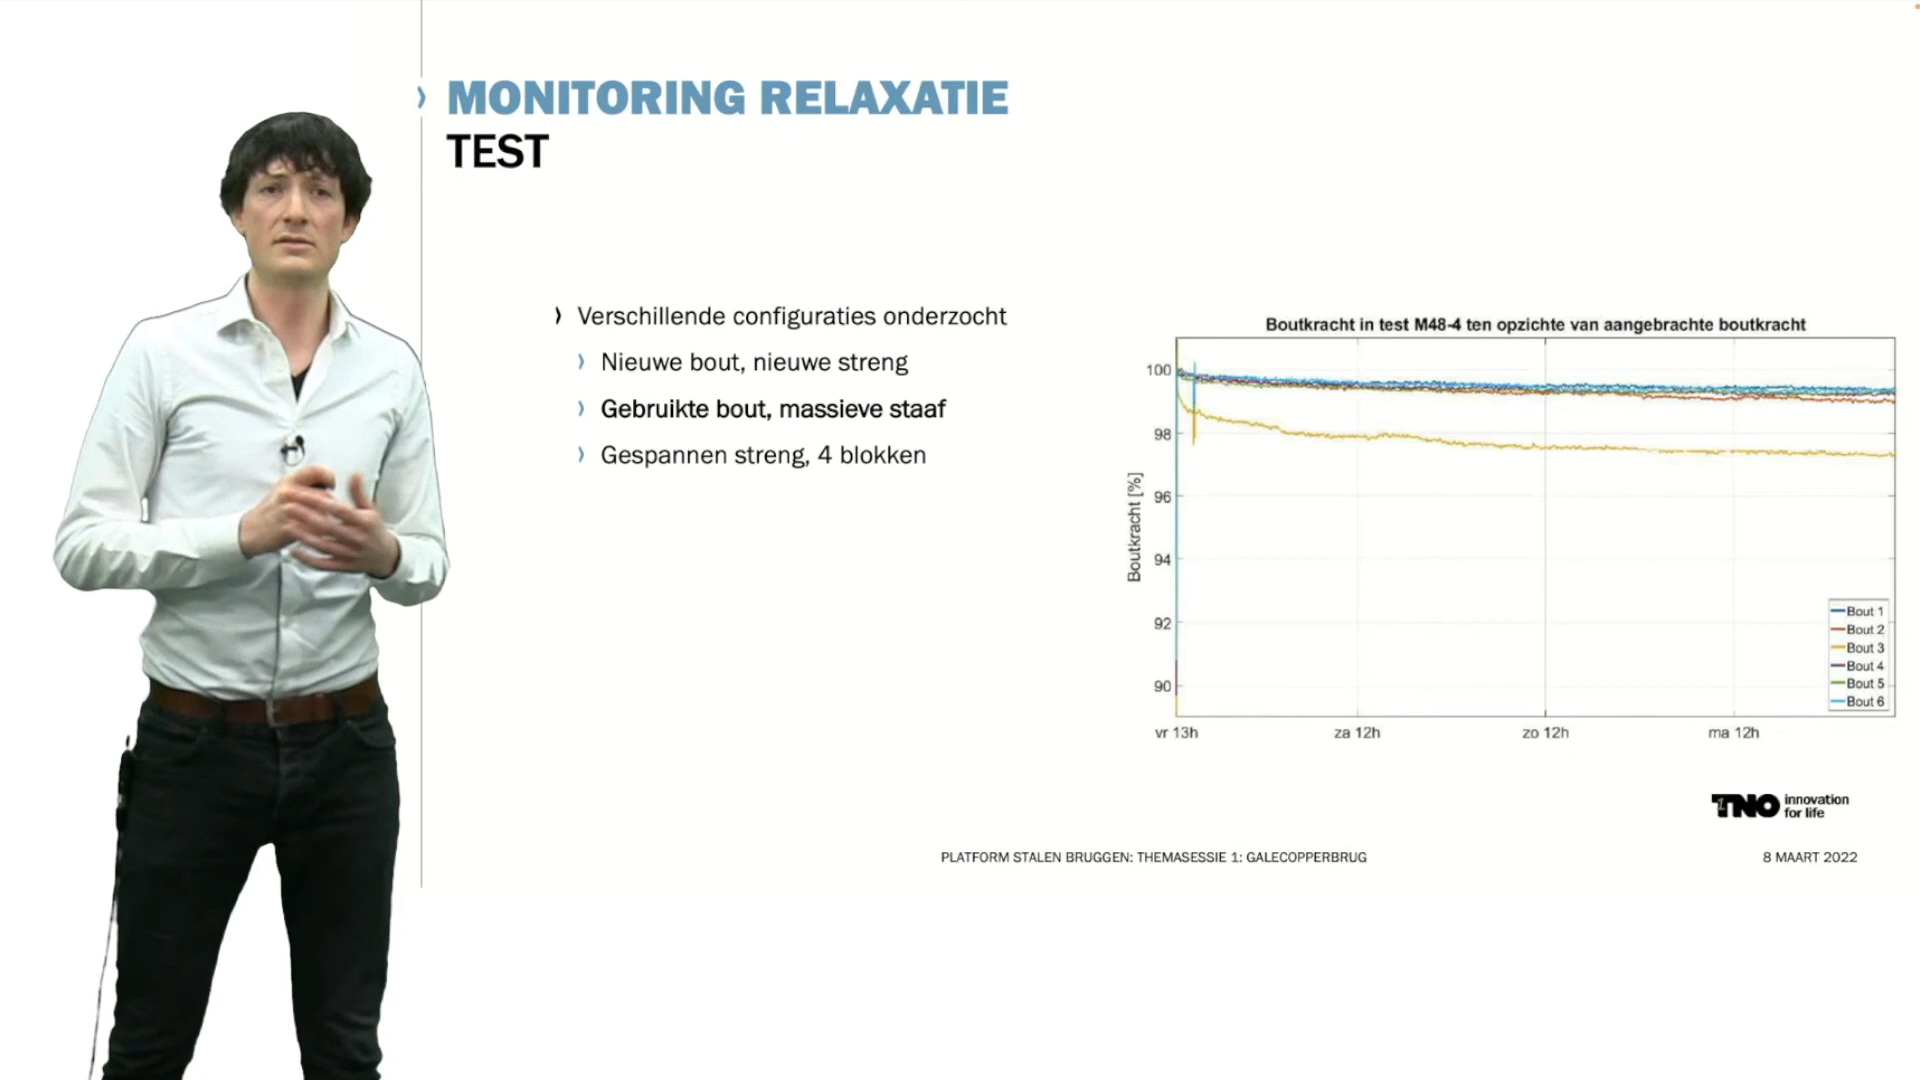 › MONITORING RELAXATIE
TEST
› Verschillende configuraties onderzocht
› Nieuwe bout, nieuwe streng
› Gebruikte bout, massieve staaf
› Gespannen streng, 4 blokken
Boutkracht in test M48-4 ten opzichte van aangebrachte boutkracht
Boutkracht [%]
100
98
96
94
92
90
vr 13h
za 12h
zo 12h
ma 12h
Bout 1
Bout 2
Bout 3
Bout 4
Bout 5
Bout 6
TNO innovation
for life
PLATFORM STALEN BRUGGEN: THEMASESSIE 1: GALECOPPERBRUG
8 MAART 2022